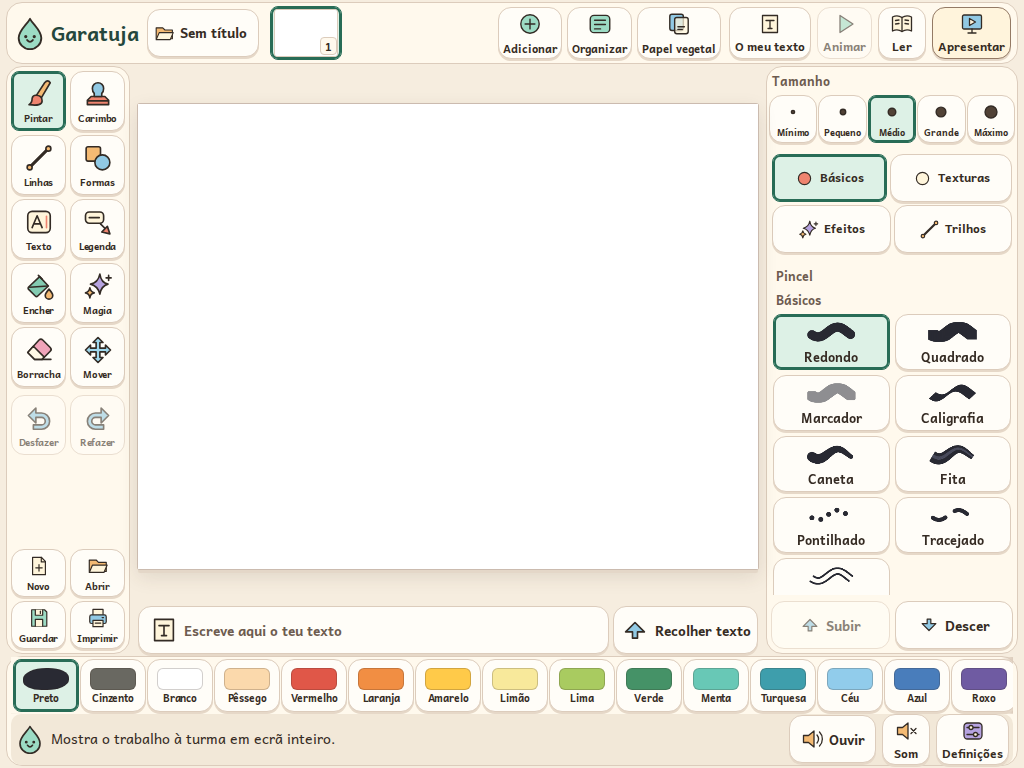 Garatuja
Sem título
1
Adicionar
Organizar
Papel vegetal
O meu texto
Animar
Ler
Apresentar
Pintar
Carimbo
Linhas
Formas
Texto
Legenda
Encher
Magia
Borracha
Mover
Desfazer
Refazer
Novo
Abrir
Guardar
Imprimir
Tamanho
Mínimo
Pequeno
Médio
Grande
Máximo
Básicos
Texturas
Efeitos
Trilhos
Pincel
Básicos
Redondo
Quadrado
Marcador
Caligrafia
Caneta
Fita
Pontilhado
Tracejado
Subir
Descer
Escreve aqui o teu texto
Recolher texto
Preto
Cinzento
Branco
Pêssego
Vermelho
Laranja
Amarelo
Limão
Lima
Verde
Menta
Turquesa
Céu
Azul
Roxo
Mostra o trabalho à turma em ecrã inteiro.
Ouvir
Som
Definições